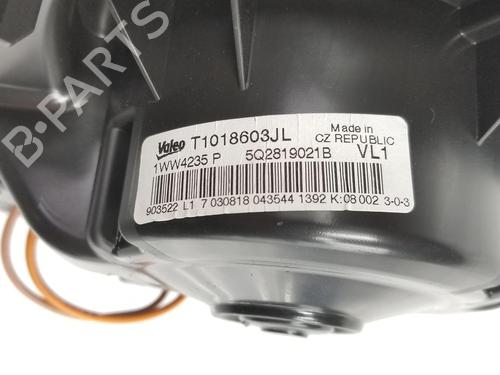 Valeo T1018603JL Made in
CZ REPUBLIC
1WW4235 P 5Q2819021B VL1
903522 L1 7 030818 043544 1392 K:08 002 3-0-3
B-PARTS